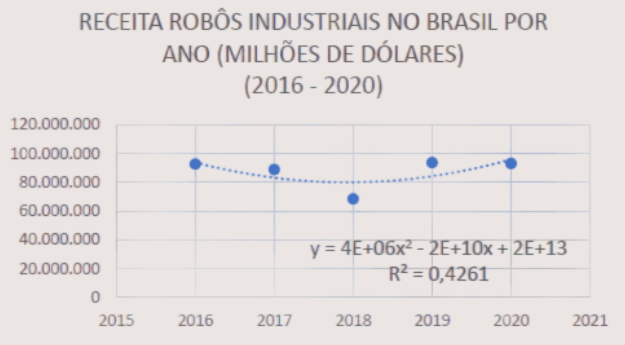 RECEITA ROBÔS INDUSTRIAIS NO BRASIL POR
ANO (MILHÕES DE DÓLARES)
(2016 - 2020)
120.000.000
100.000.000
80.000.000
60.000.000
40.000.000
20.000.000
0
y = 4E+06x² - 2E+10x + 2E+13
R² = 0,4261
2015 2016 2017 2018 2019 2020 2021